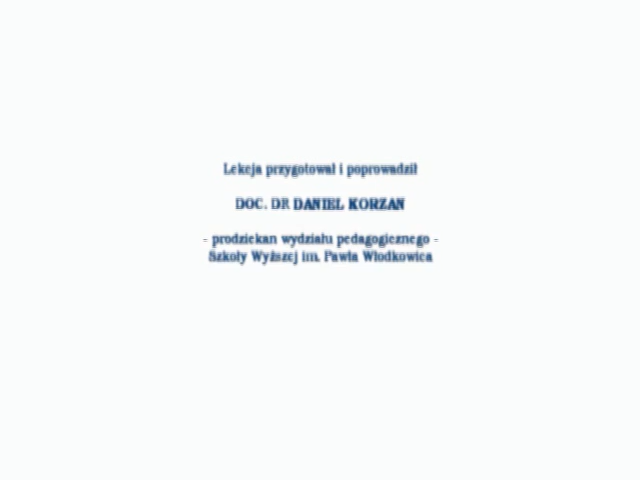 Lekcja przygotował i poprowadził
DOC. DR DANIEL KORZAN
- prodziekan wydziału pedagogicznego -
Szkoły Wyższej im. Pawła Włodkowica